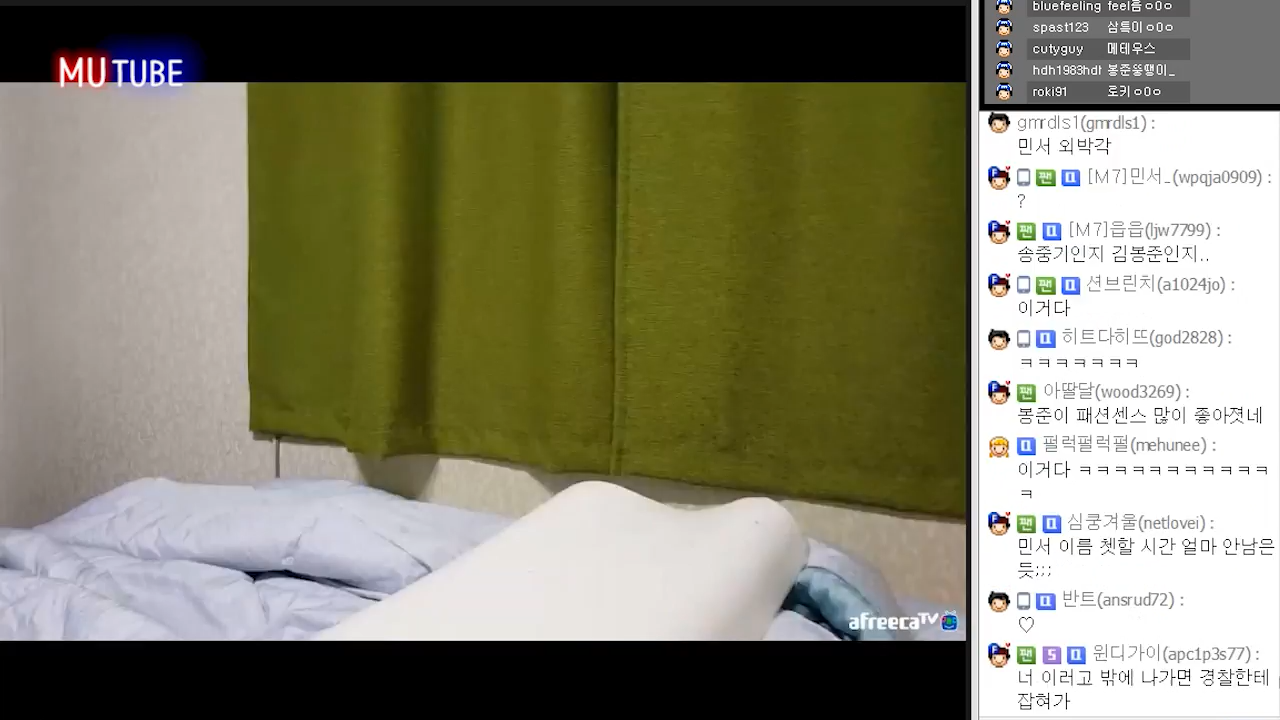 MUTUBE
afreecaTV
bluefeeling feel흠ㅇ0ㅇ
spast123 삼특이ㅇ0ㅇ
cutyguy 메테우스
hdh1983hdh 봉준뚱땡이_
roki91 로키ㅇ0ㅇ
gmrdls1(gmrdls1) :
민서 외박각
[M7]민서_(wpqja0909) :
?
[M7]읍읍(ljw7799) :
송중기인지 김봉준인지..
션브린치(a1024jo) :
이거다
히트다히뜨(god2828) :
ㅋㅋㅋㅋㅋㅋㅋ
아딸달(wood3269) :
봉준이 패션센스 많이 좋아졋네
펄럭펄럭펄(mehunee) :
이거다 ㅋㅋㅋㅋㅋㅋㅋㅋㅋㅋㅋ
ㅋ
심쿵겨울(netlovei) :
민서 이름 쳇할 시간 얼마 안남은
듯;;;
반트(ansrud72) :
♡
윈디가이(apc1p3s77) :
너 이러고 밖에 나가면 경찰한테
잡혀가